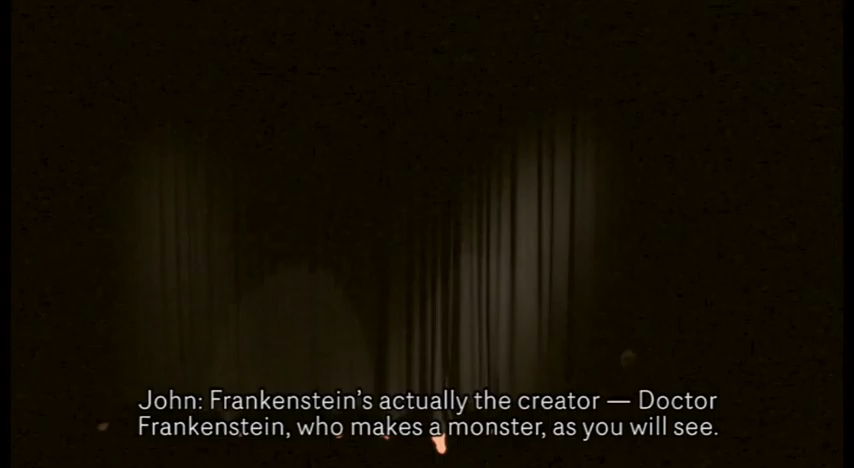 John: Frankenstein’s actually the creator — Doctor
Frankenstein, who makes a monster, as you will see.